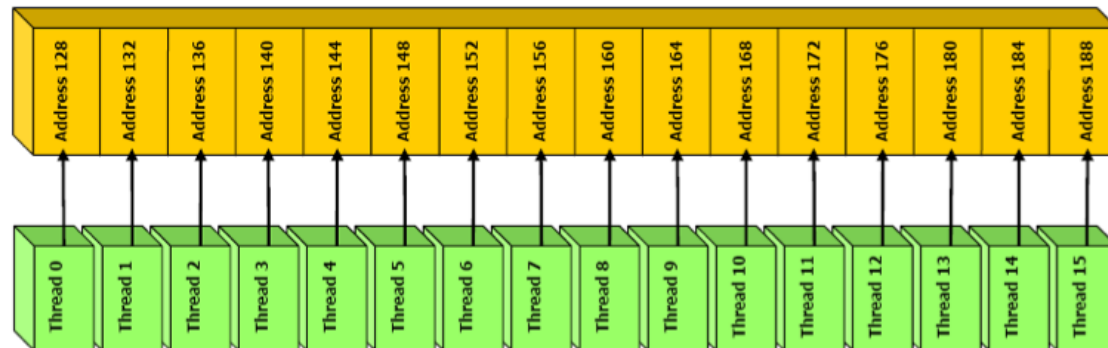 Address 128
Address 132
Address 136
Address 140
Address 144
Address 148
Address 152
Address 156
Address 160
Address 164
Address 168
Address 172
Address 176
Address 180
Address 184
Address 188
Thread 0
Thread 1
Thread 2
Thread 3
Thread 4
Thread 5
Thread 6
Thread 7
Thread 8
Thread 9
Thread 10
Thread 11
Thread 12
Thread 13
Thread 14
Thread 15